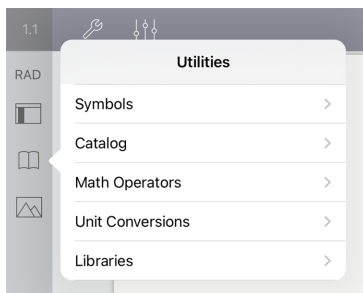 1.1
Utilities
RAD
Symbols
Catalog
Math Operators
Unit Conversions
Libraries